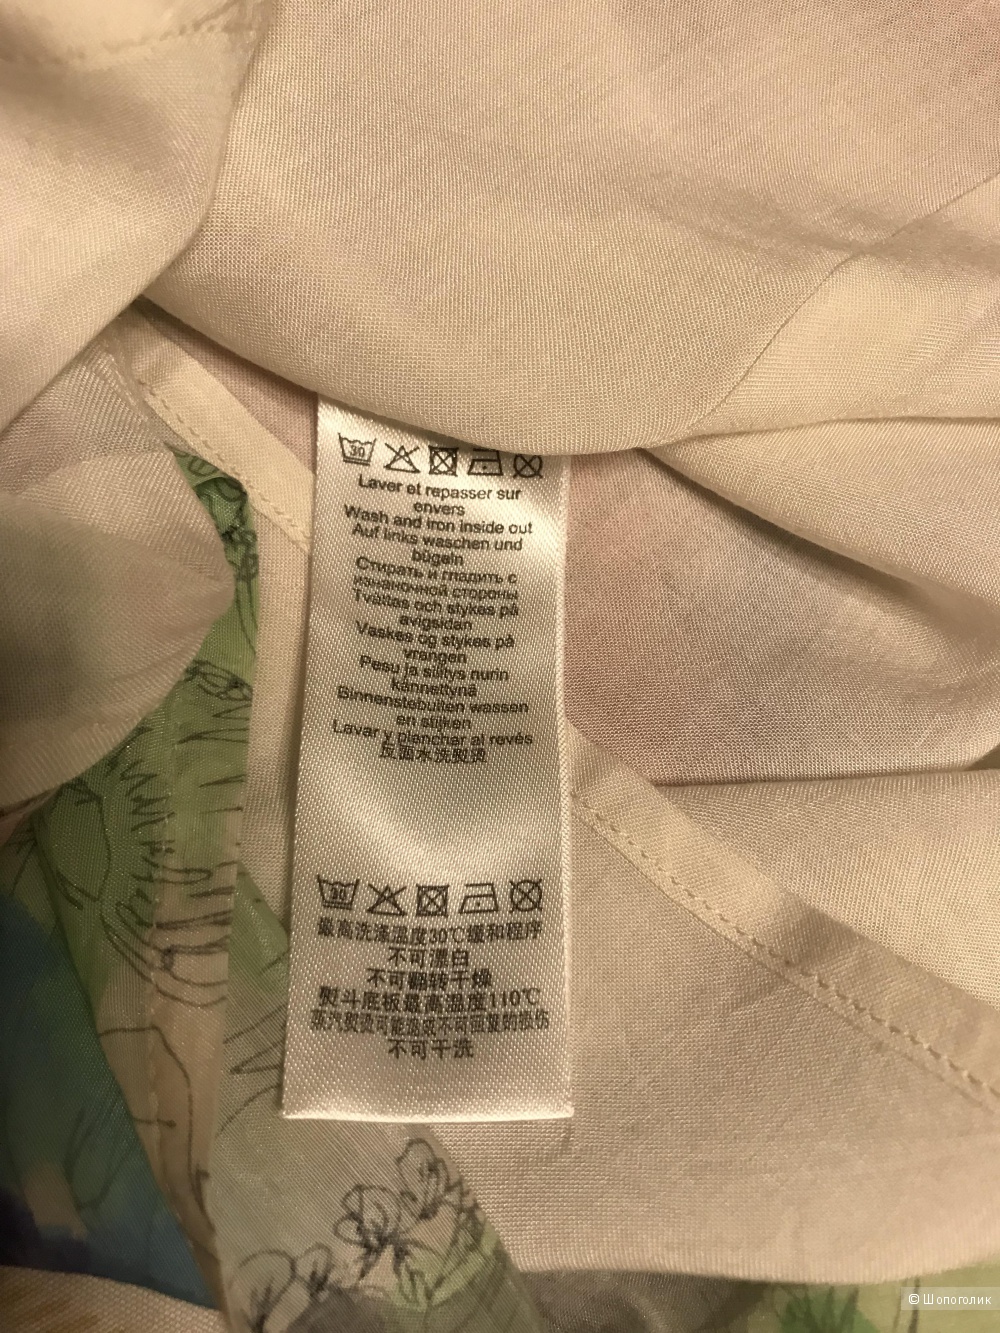 30
Laver et repasser sur
envers
Wash and iron inside out
Auf links waschen und
bügeln
Стирать и гладить с
изнаночной стороны
Tvättas och stykes på
avigsidan
Vaskes og stykes på
vrangen
Pesu ja silitys nurin
kännettynä
Binnenstebuiten wassen
en strijken
Lavar y planchar al revés
反面水洗熨烫
30
最高洗涤温度30℃缓和程序
不可漂白
不可翻转干燥
熨斗底板最高温度110℃
蒸汽熨烫可能造成不可回复的损伤
不可干洗
© Шопоголик